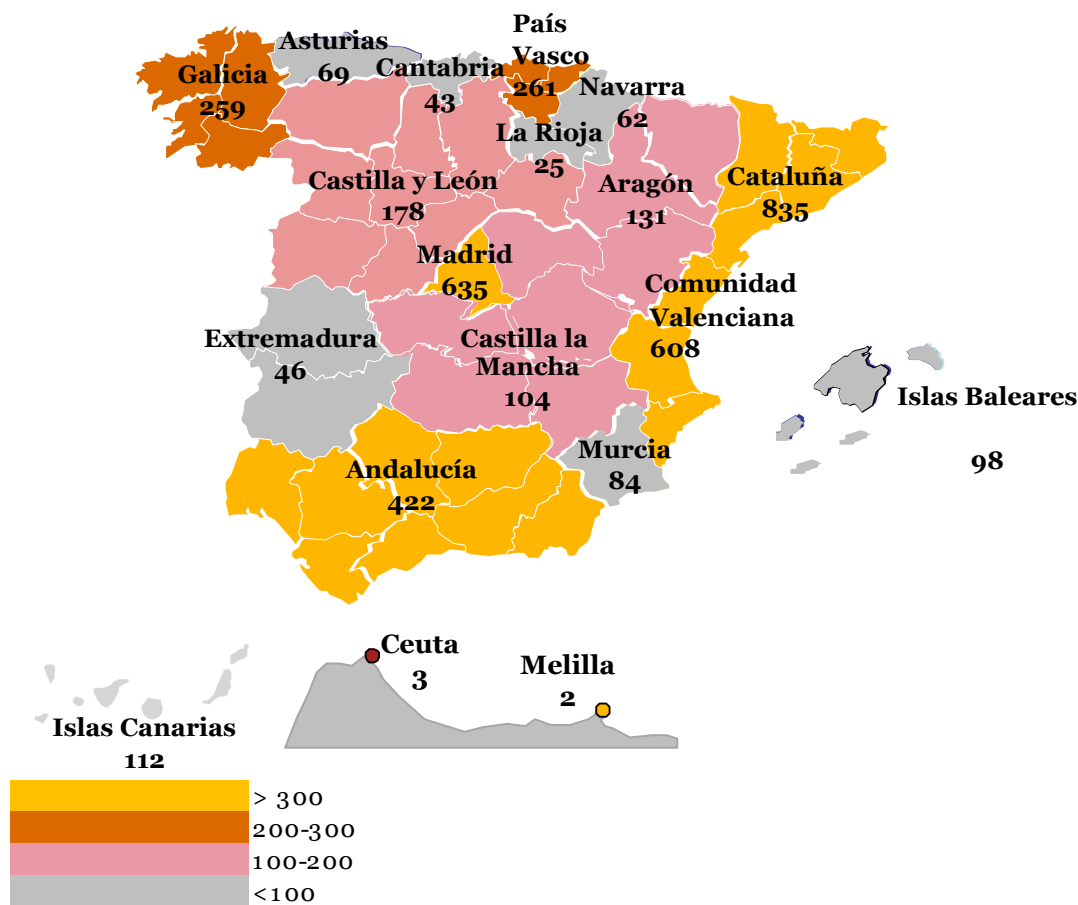 País
Vasco
261
Asturias
69
Cantabria
43
Galicia
259
Navarra
62
La Rioja
25
Castilla y León
178
Aragón
131
Cataluña
835
Madrid
635
Comunidad
Valenciana
608
Extremadura
46
Castilla la
Mancha
104
Islas Baleares
98
Murcia
84
Andalucía
422
Ceuta
3
Melilla
2
Islas Canarias
112
> 300
200-300
100-200
<100